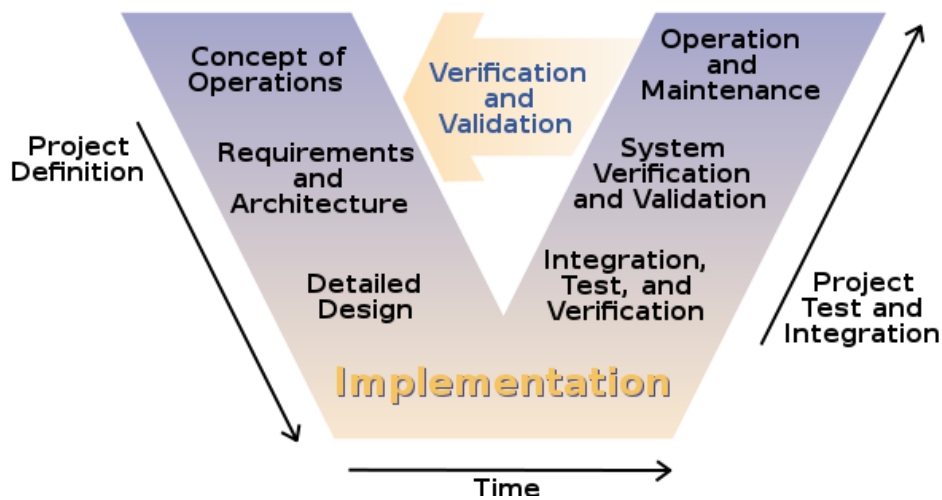 Concept of
Operations
Verification
and
Validation
Operation
and
Maintenance
Project
Definition
Requirements
and
Architecture
System
Verification
and Validation
Detailed
Design
Integration,
Test, and
Verification
Project
Test and
Integration
Implementation
Time